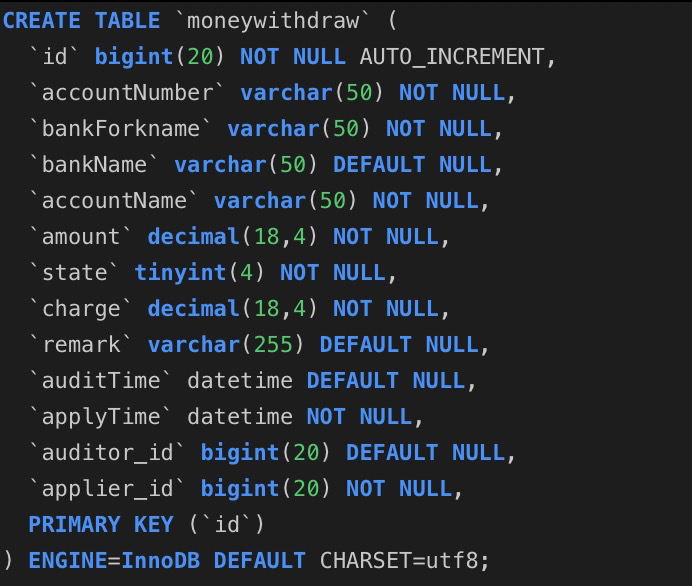 CREATE TABLE `moneywithdraw` (
  `id` bigint(20) NOT NULL AUTO_INCREMENT,
  `accountNumber` varchar(50) NOT NULL,
  `bankForkname` varchar(50) NOT NULL,
  `bankName` varchar(50) DEFAULT NULL,
  `accountName` varchar(50) NOT NULL,
  `amount` decimal(18,4) NOT NULL,
  `state` tinyint(4) NOT NULL,
  `charge` decimal(18,4) NOT NULL,
  `remark` varchar(255) DEFAULT NULL,
  `auditTime` datetime DEFAULT NULL,
  `applyTime` datetime NOT NULL,
  `auditor_id` bigint(20) DEFAULT NULL,
  `applier_id` bigint(20) NOT NULL,
  PRIMARY KEY (`id`)
) ENGINE=InnoDB DEFAULT CHARSET=utf8;